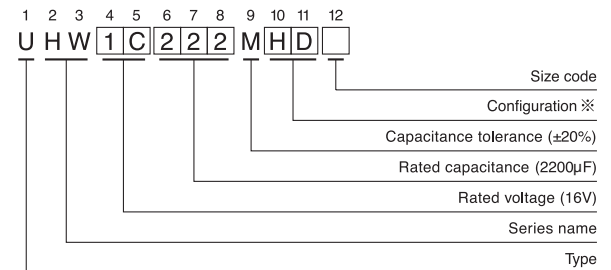 1 2 3 4 5 6 7 8 9 10 11 12
U H W 1 C 2 2 2 M H D
Size code
Configuration ※
Capacitance tolerance (±20%)
Rated capacitance (2200µF)
Rated voltage (16V)
Series name
Type